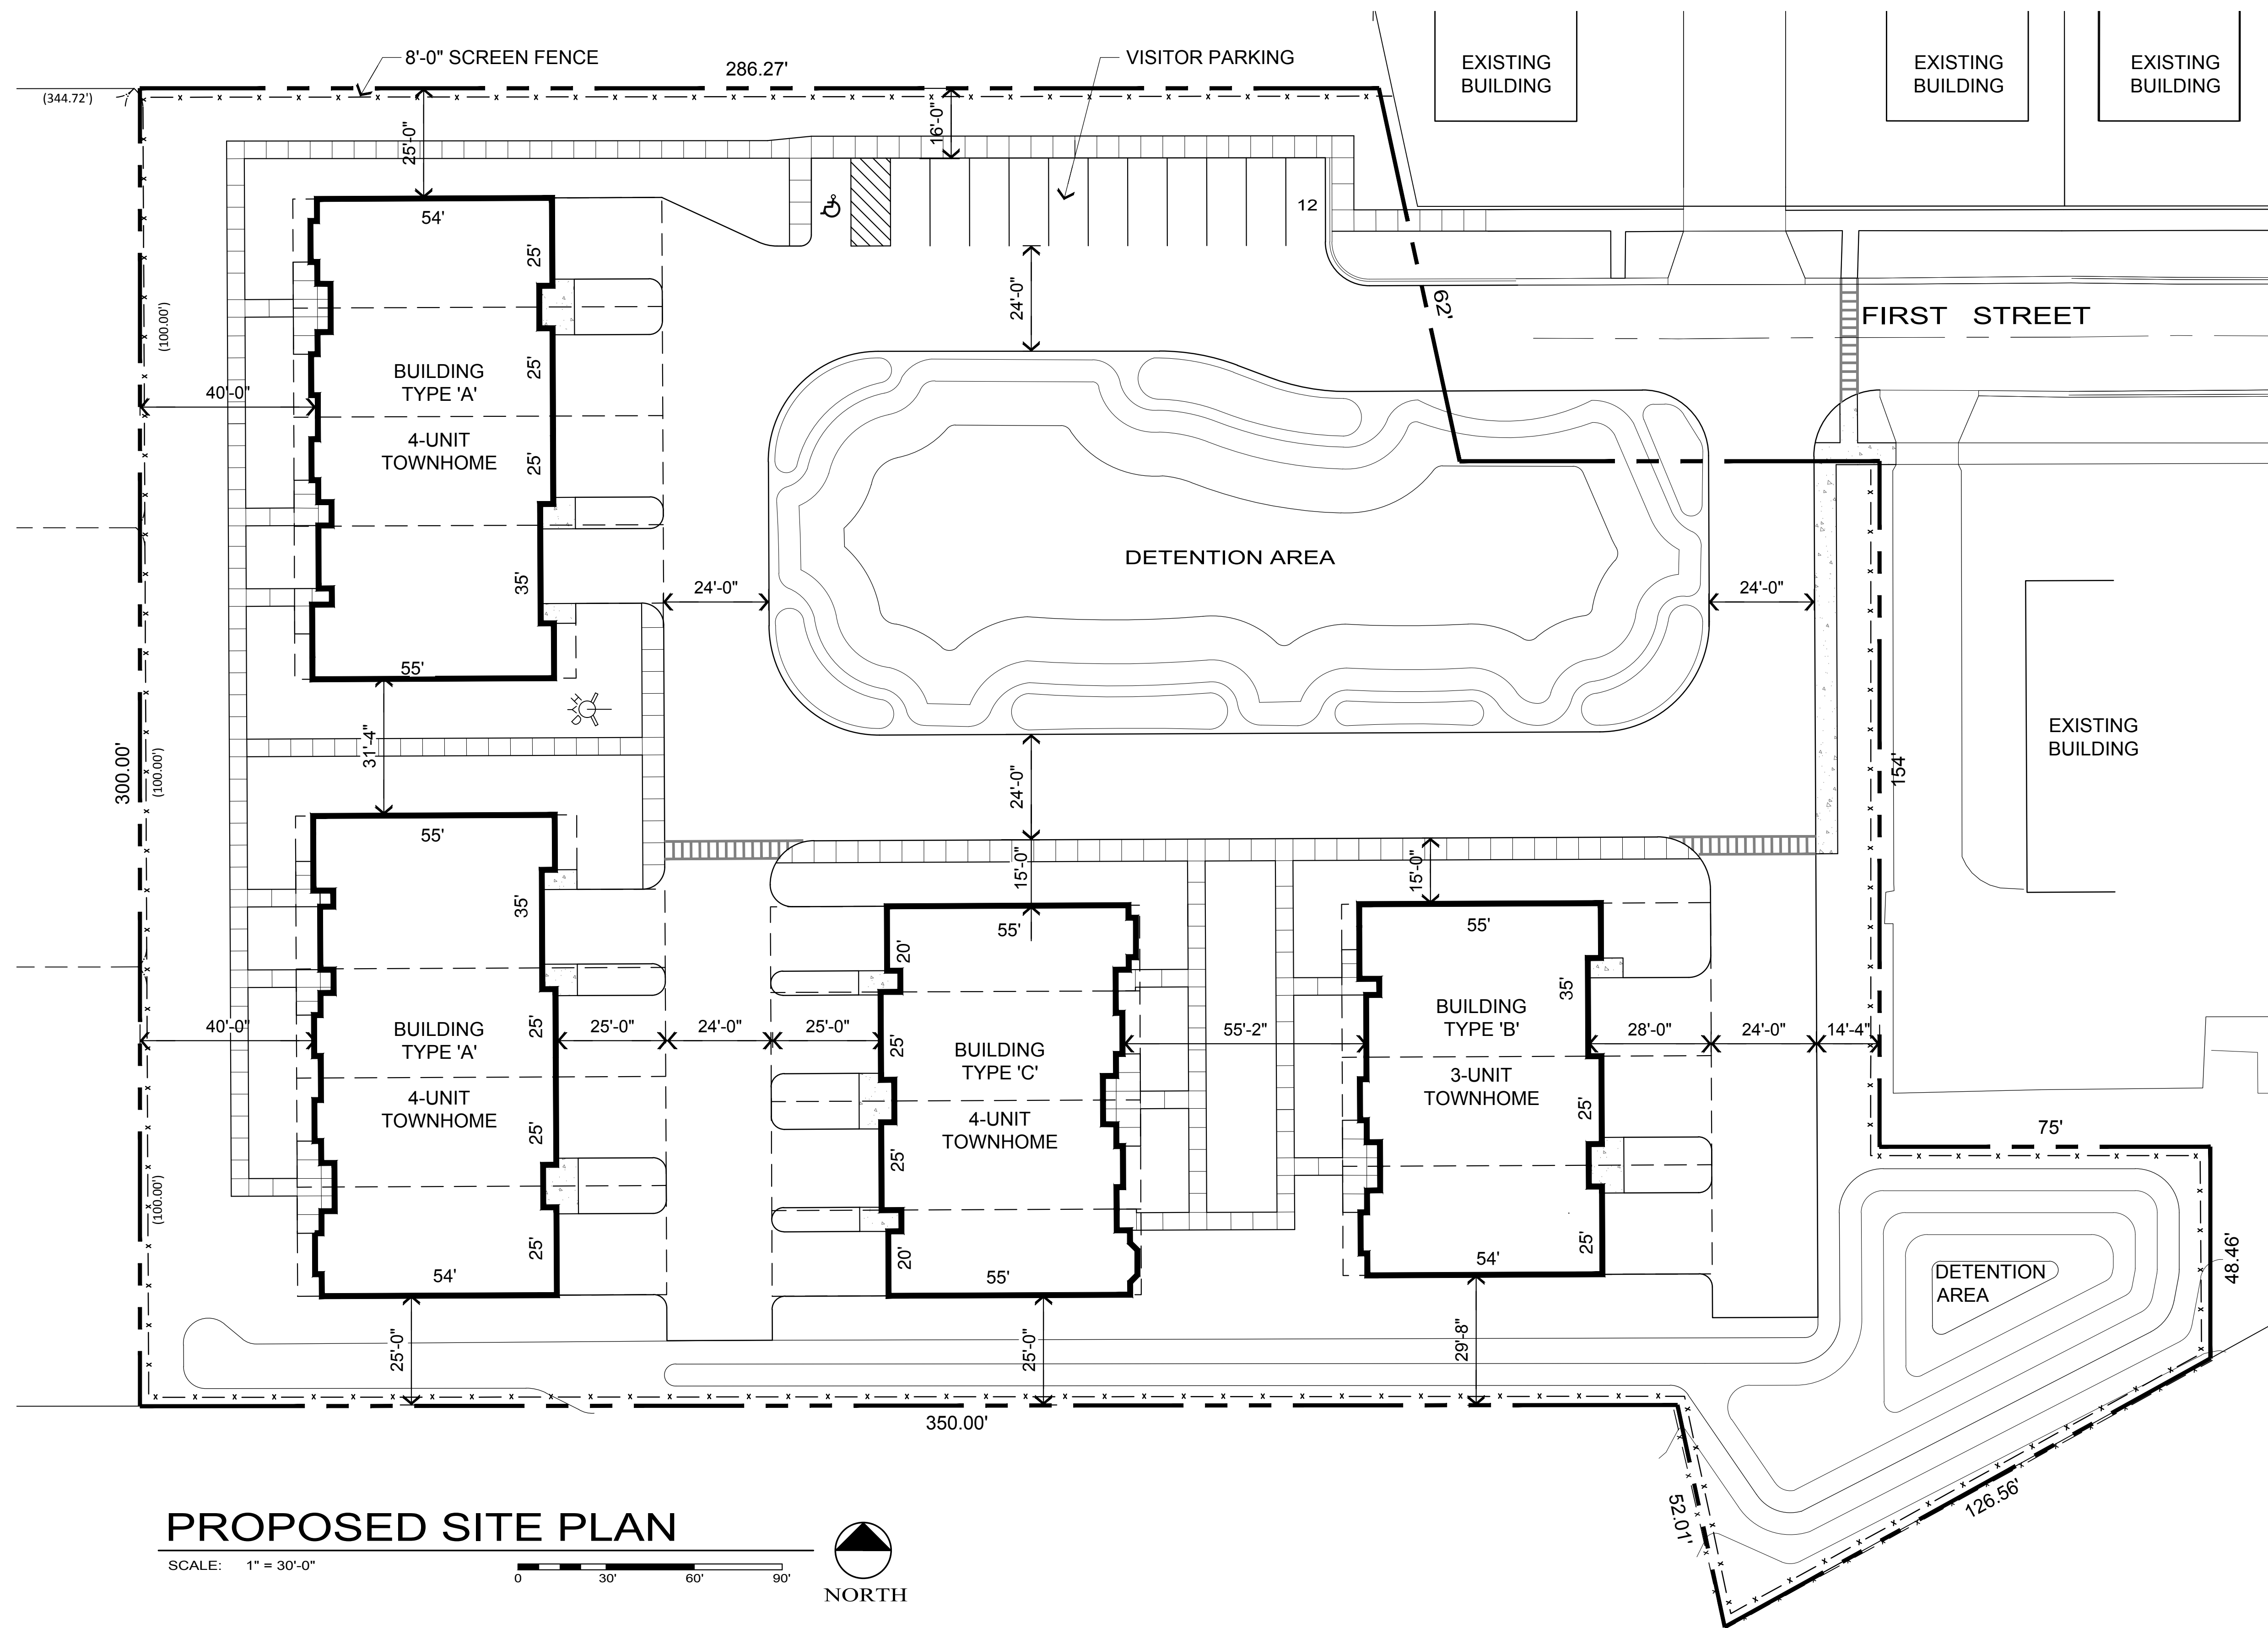 8'-0" SCREEN FENCE
286.27'
VISITOR PARKING
EXISTING
BUILDING
EXISTING
BUILDING
EXISTING
BUILDING
(344.72')
25'-0"
16'-0"
54'
12
25'
24'-0"
62'
FIRST STREET
(100.00')
BUILDING
TYPE 'A'
25'
40'-0"
4-UNIT
TOWNHOME
25'
DETENTION AREA
35'
24'-0"
24'-0"
55'
HYD
31'-4"
300.00'
(100.00')
24'-0"
154'
EXISTING
BUILDING
55'
15'-0"
15'-0"
35'
55'
20'
55'
35'
40'-0"
BUILDING
TYPE 'A'
25'
25'-0"
24'-0"
25'-0"
25'
BUILDING
TYPE 'C'
55'-2"
BUILDING
TYPE 'B'
28'-0"
24'-0"
14'-4"
4-UNIT
TOWNHOME
25'
25'
4-UNIT
TOWNHOME
3-UNIT
TOWNHOME
25'
75'
(100.00')
25'
54'
20'
55'
25'
54'
DETENTION
AREA
48.46'
25'-0"
25'-0"
29'-8"
350.00'
52.01'
126.56'
PROPOSED SITE PLAN
SCALE: 1" = 30'-0"
0 30' 60' 90'
NORTH